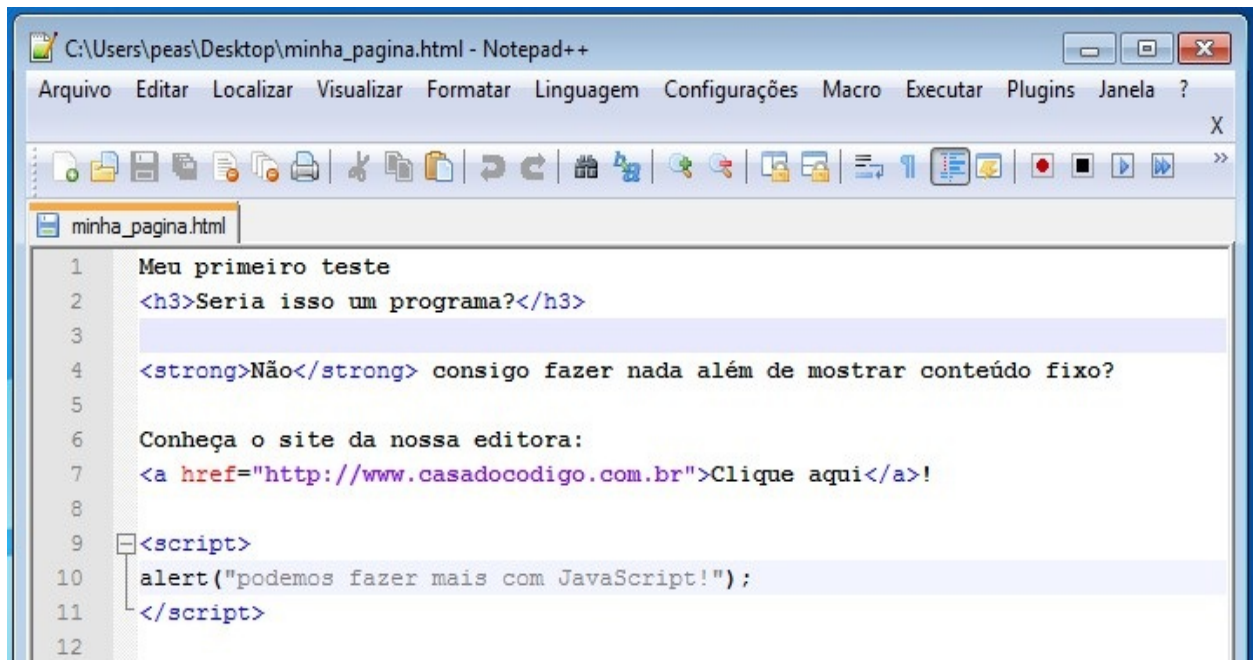 C:\Users\peas\Desktop\minha_pagina.html - Notepad++
Arquivo Editar Localizar Visualizar Formatar Linguagem Configurações Macro Executar Plugins Janela ?
X
minha_pagina.html
1 Meu primeiro teste
2 <h3>Seria isso um programa?</h3>
3
4 <strong>Não</strong> consigo fazer nada além de mostrar conteúdo fixo?
5
6 Conheça o site da nossa editora:
7 <a href="http://www.casadocodigo.com.br">Clique aqui</a>!
8
9 <script>
10 alert("podemos fazer mais com JavaScript!");
11 </script>
12